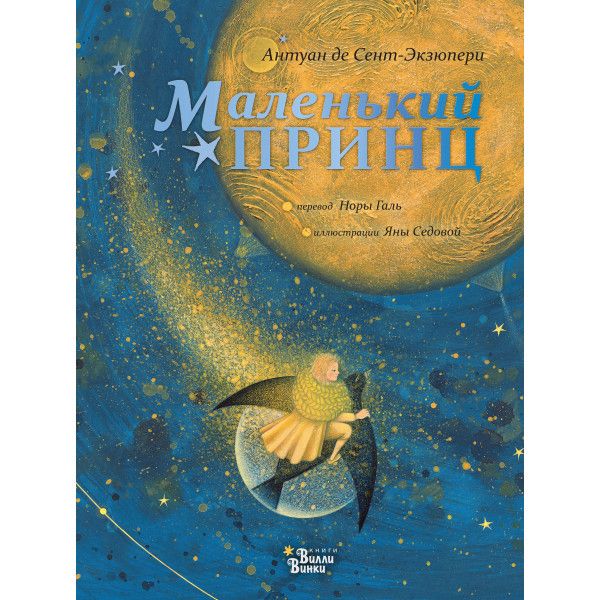 Антуан де Сент-Экзюпери
Маленький
ПРИНЦ
перевод Норы Галь
иллюстрации Яны Седовой
КНИГИ
Вилли
Винки